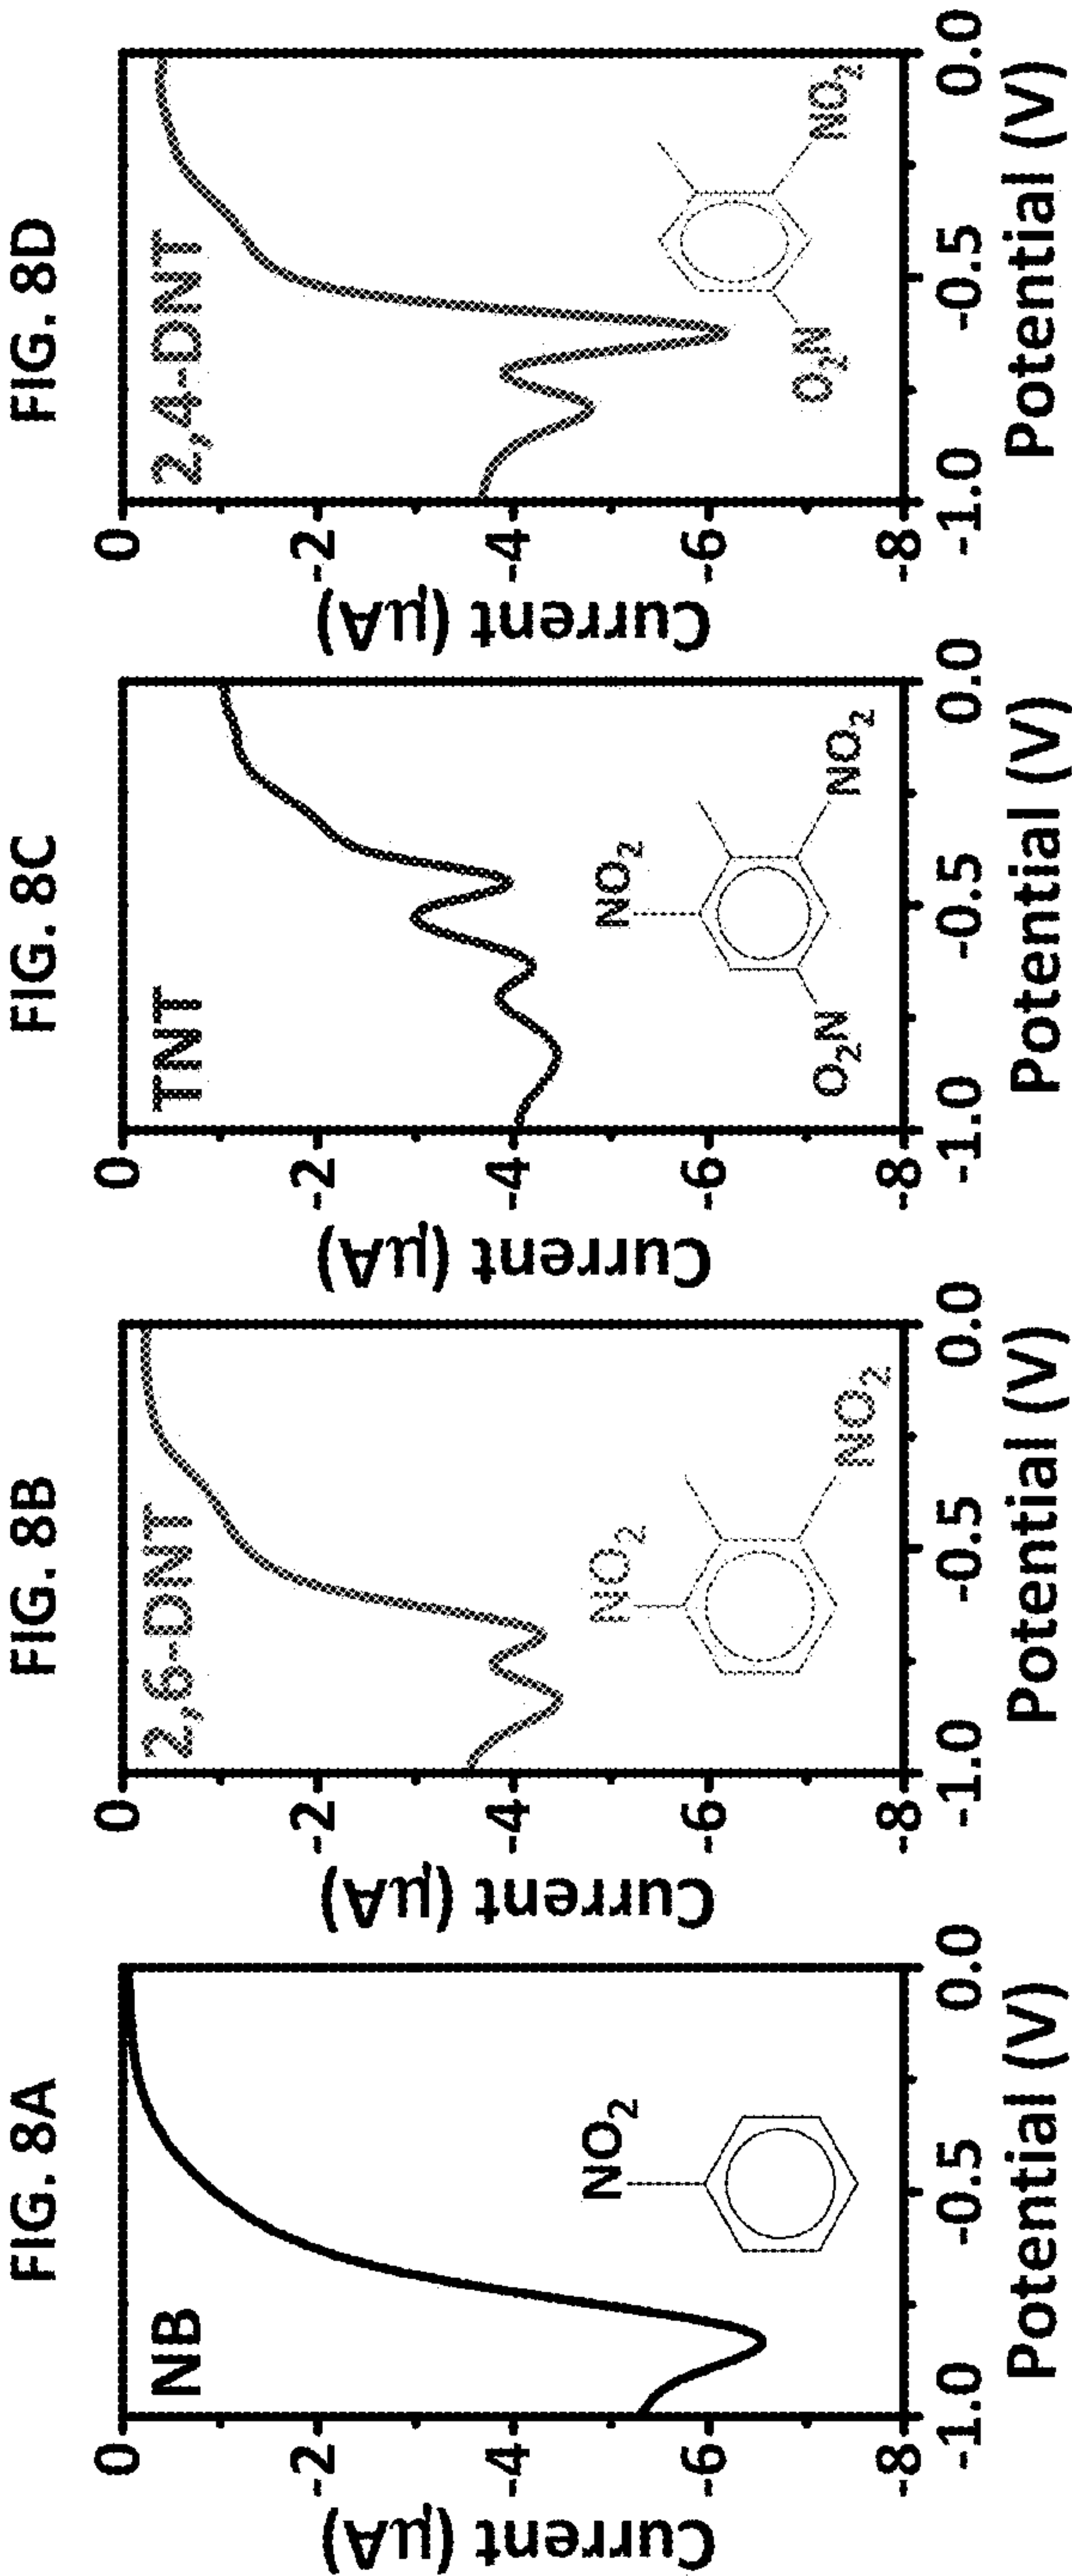 FIG. 8A
NB
NO2
0
-2
-4
-6
-8
Current (μA)
-1.0 -0.5 0.0
Potential (V)
FIG. 8B
2,6-DNT
NO2
NO2
0
-2
-4
-6
-8
Current (μA)
-1.0 -0.5 0.0
Potential (V)
FIG. 8C
TNT
NO2
O2N NO2
0
-2
-4
-6
-8
Current (μA)
-1.0 -0.5 0.0
Potential (V)
FIG. 8D
2,4-DNT
O2N NO2
0
-2
-4
-6
-8
Current (μA)
-1.0 -0.5 0.0
Potential (V)